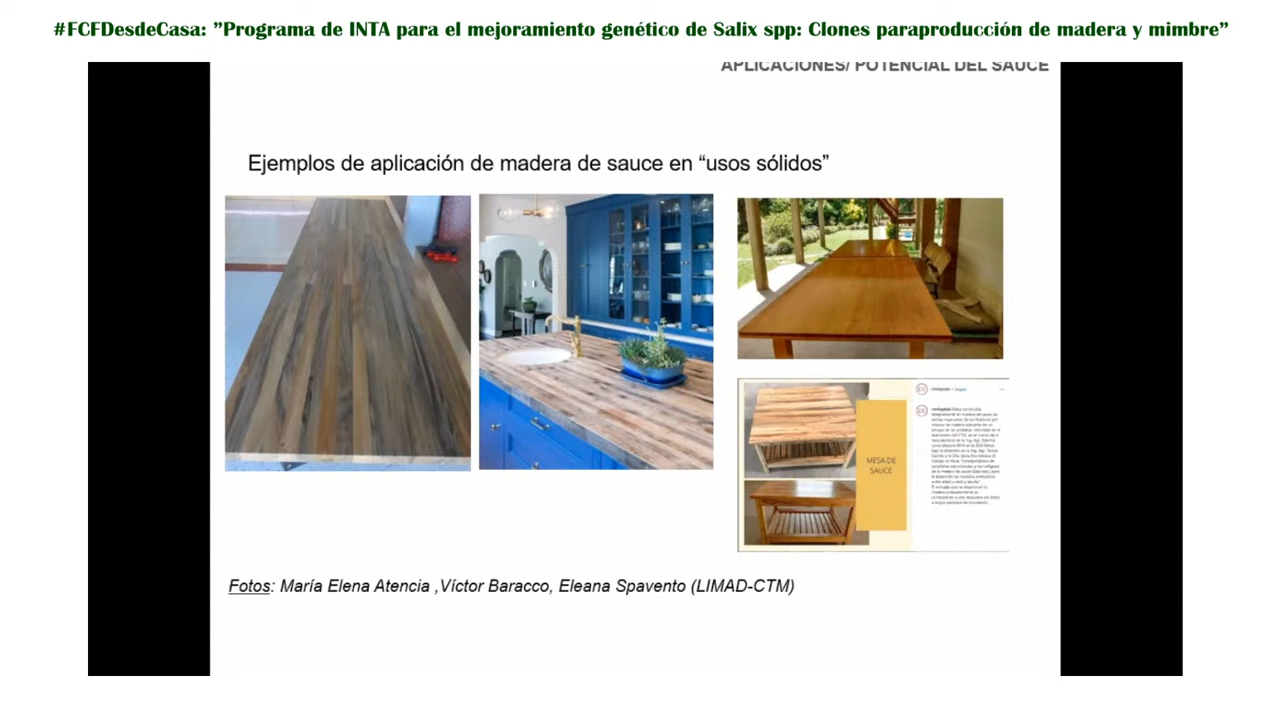 #FCFDesdeCasa: ”Programa de INTA para el mejoramiento genético de Salix spp: Clones paraproducción de madera y mimbre”
APLICACIONES/ POTENCIAL DEL SAUCE
Ejemplos de aplicación de madera de sauce en “usos sólidos”
MESA DE
SAUCE
Fotos: María Elena Atencia ,Víctor Baracco, Eleana Spavento (LIMAD-CTM)